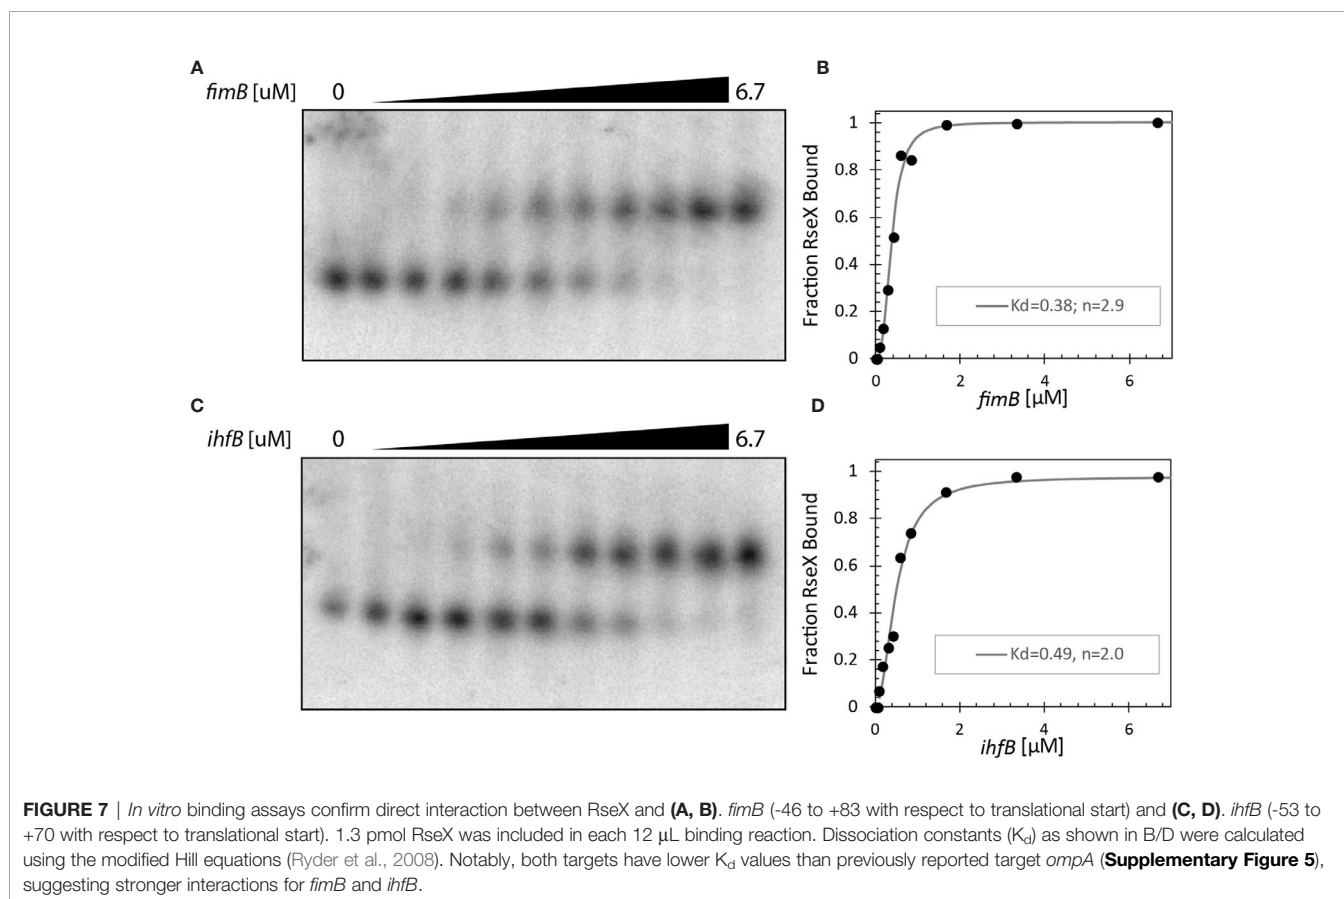 A
fimB [uM] 0 6.7
B
Fraction RseX Bound
1
0.8
0.6
0.4
0.2
0
Kd=0.38; n=2.9
0 2 4 6
fimB [μM]
C
ihfB [uM] 0 6.7
D
Fraction RseX Bound
1
0.8
0.6
0.4
0.2
0
Kd=0.49, n=2.0
0 2 4 6
ihfB [μM]
FIGURE 7 | In vitro binding assays confirm direct interaction between RseX and (A, B). fimB (-46 to +83 with respect to translational start) and (C, D). ihfB (-53 to
+70 with respect to translational start). 1.3 pmol RseX was included in each 12 μL binding reaction. Dissociation constants (Kd) as shown in B/D were calculated
using the modified Hill equations (Ryder et al., 2008). Notably, both targets have lower Kd values than previously reported target ompA (Supplementary Figure 5),
suggesting stronger interactions for fimB and ihfB.